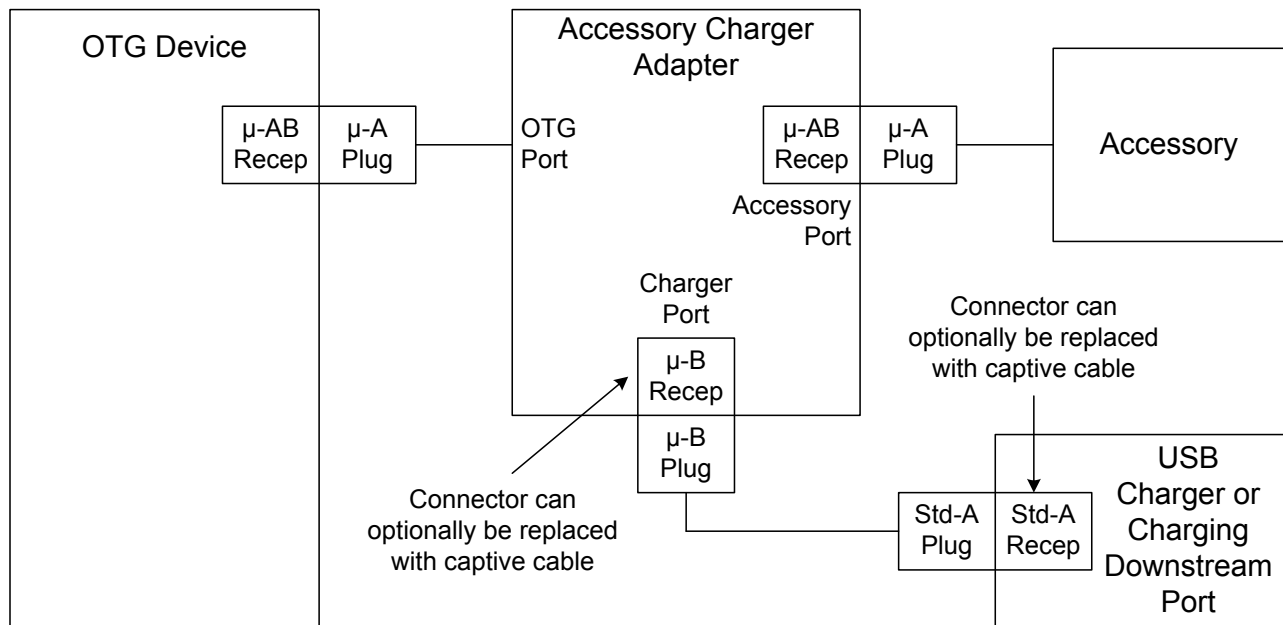 OTG Device
μ-AB
Recep
μ-A
Plug
Accessory Charger
Adapter
OTG
Port
μ-AB
Recep
μ-A
Plug
Accessory
Port
Accessory
Charger
Port
μ-B
Recep
μ-B
Plug
Connector can
optionally be replaced
with captive cable
Connector can
optionally be replaced
with captive cable
Std-A
Plug
Std-A
Recep
USB
Charger or
Charging
Downstream
Port